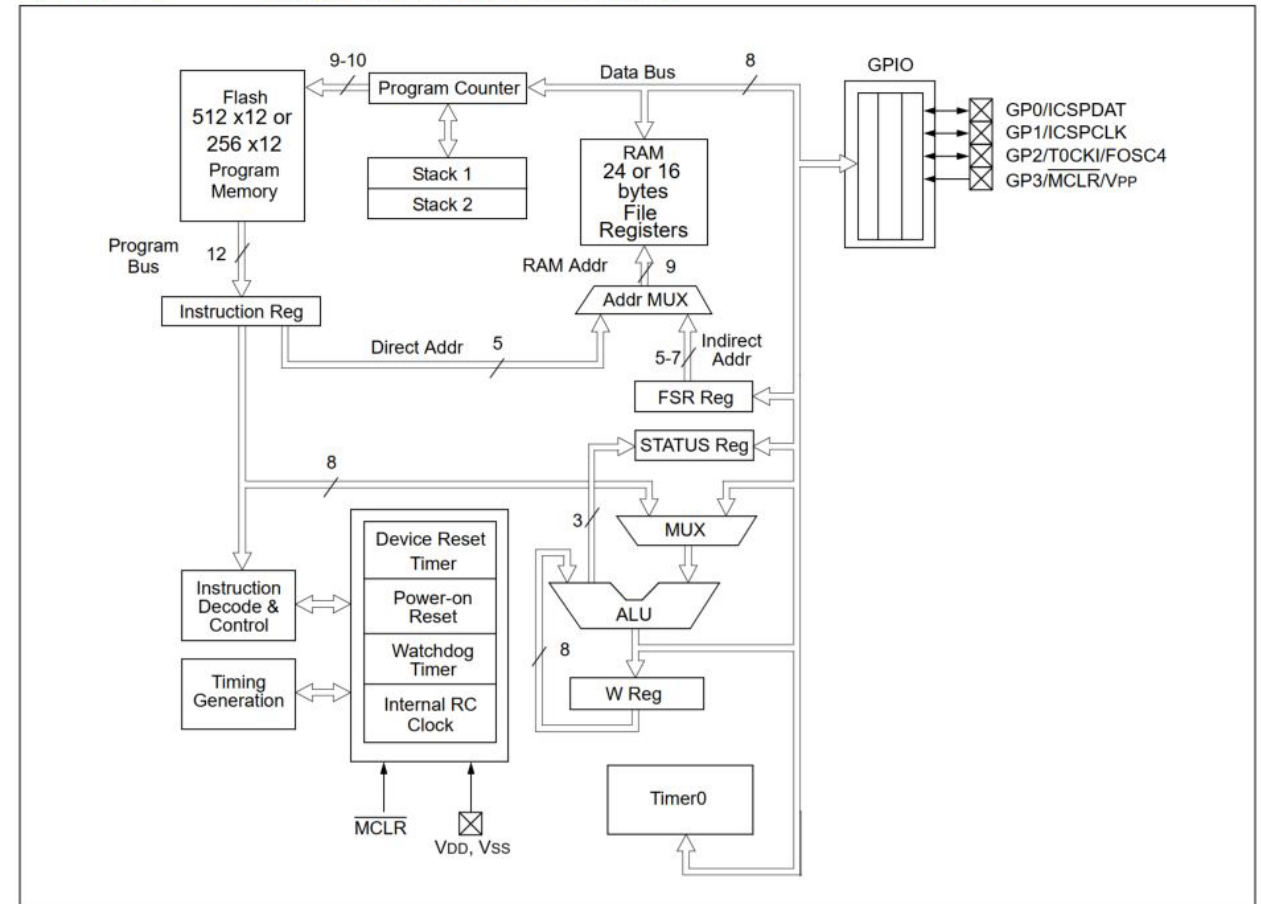 9-10
Program Counter
Data Bus
8
GPIO
Flash
512 x12 or
256 x12
Program
Memory
Stack 1
Stack 2
RAM
24 or 16
bytes
File
Registers
GP0/ICSPDAT
GP1/ICSPCLK
GP2/T0CKI/FOSC4
GP3/MCLR/VPP
Program
Bus
12
RAM Addr
9
Instruction Reg
Addr MUX
Direct Addr
5
5-7
Indirect
Addr
FSR Reg
STATUS Reg
8
3
MUX
Device Reset
Timer
Power-on
Reset
Watchdog
Timer
Internal RC
Clock
Instruction
Decode &
Control
Timing
Generation
ALU
8
W Reg
Timer0
MCLR
VDD, VSS